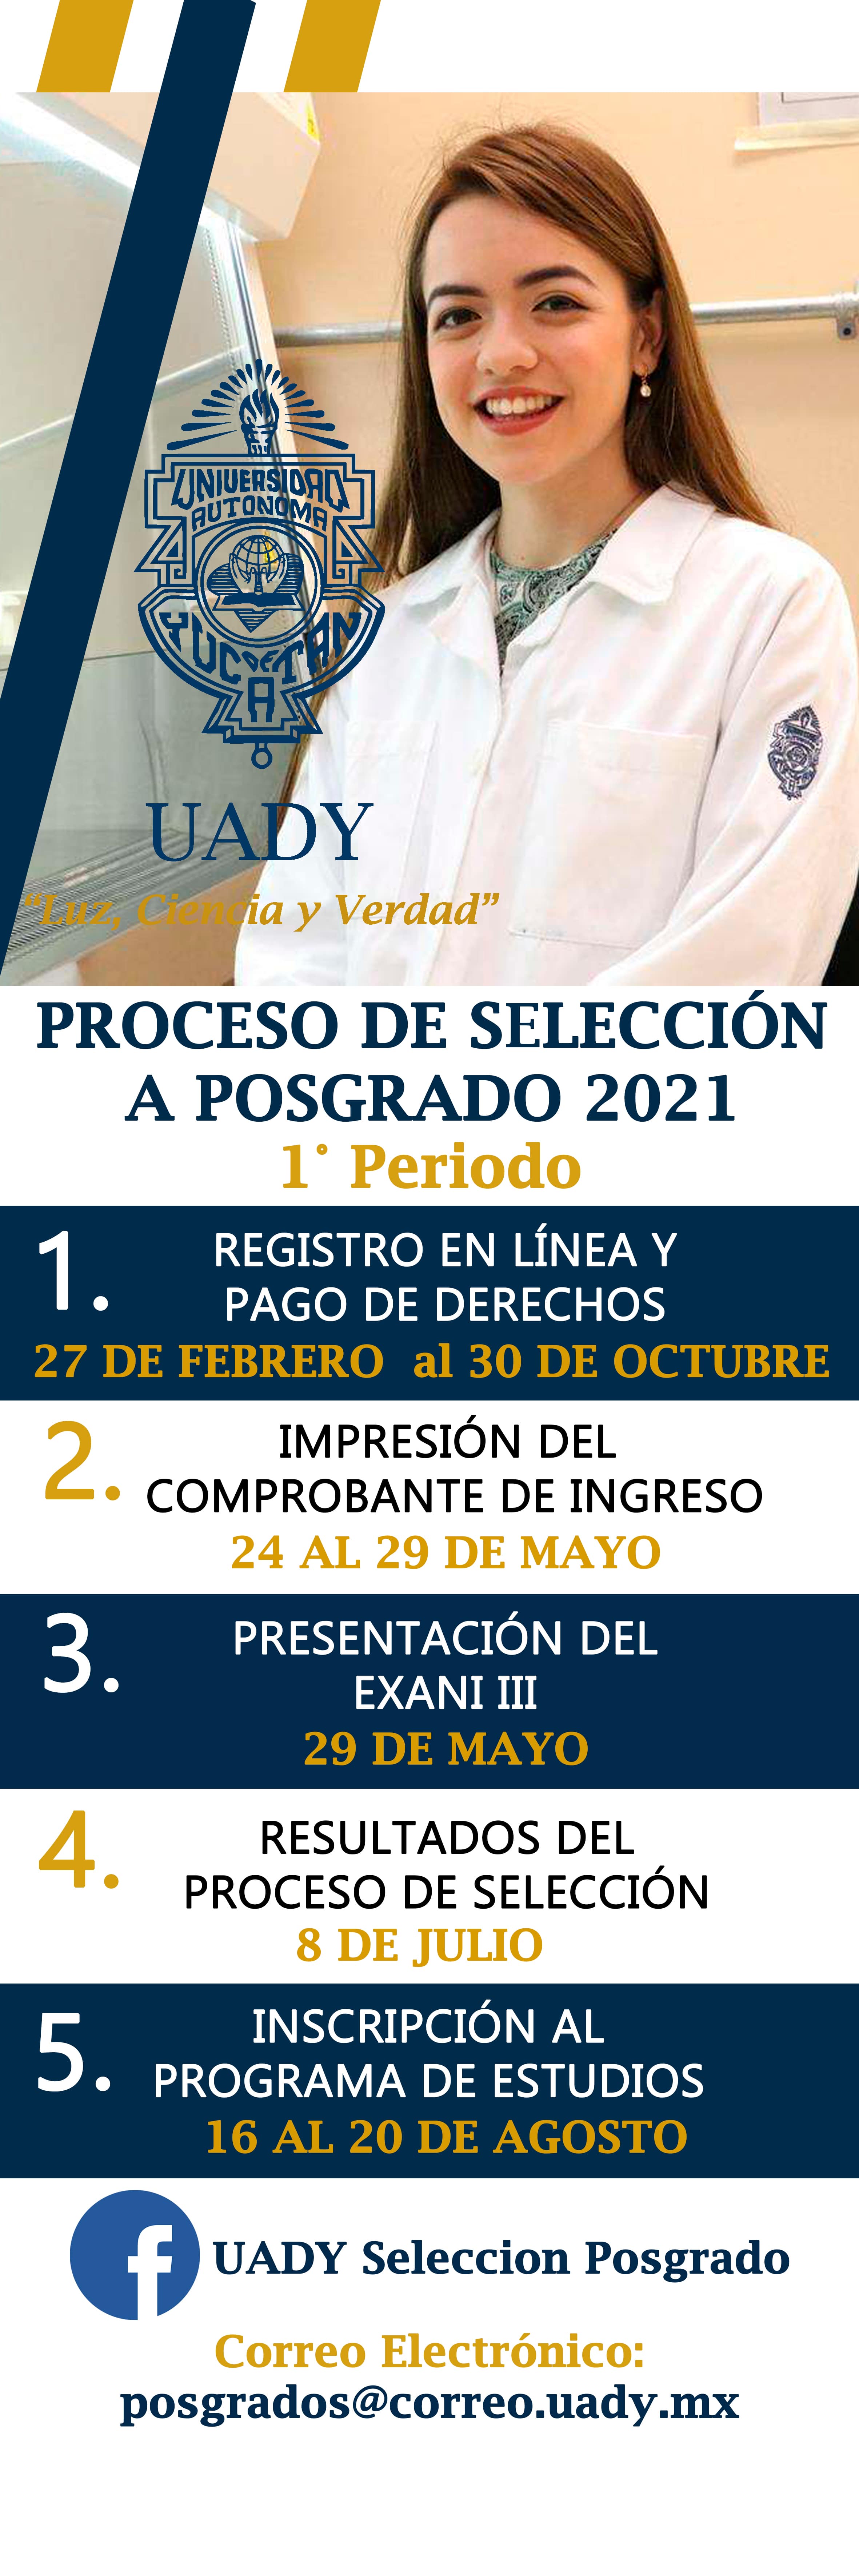 UNIVERSIDAD
AUTONOMA
YUCATAN
DE
UADY
“Luz, Ciencia y Verdad”
PROCESO DE SELECCIÓN
A POSGRADO 2021
1° Periodo
1. REGISTRO EN LÍNEA Y
PAGO DE DERECHOS
27 DE FEBRERO al 30 DE OCTUBRE
2. IMPRESIÓN DEL
COMPROBANTE DE INGRESO
24 AL 29 DE MAYO
3. PRESENTACIÓN DEL
EXANI III
29 DE MAYO
4. RESULTADOS DEL
PROCESO DE SELECCIÓN
8 DE JULIO
5. INSCRIPCIÓN AL
PROGRAMA DE ESTUDIOS
16 AL 20 DE AGOSTO
f UADY Seleccion Posgrado
Correo Electrónico:
posgrados@correo.uady.mx